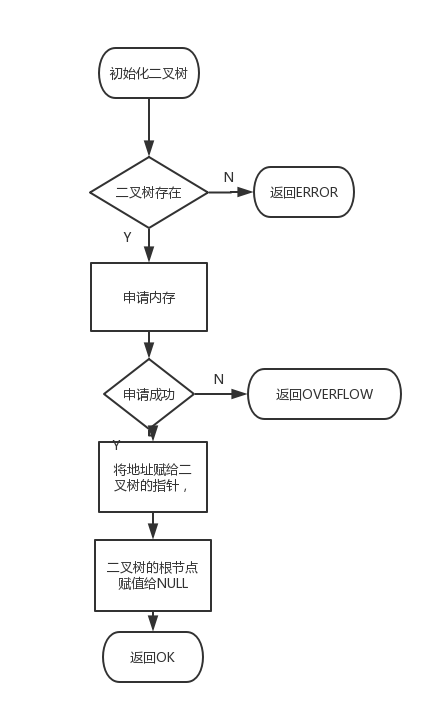 初始化二叉树
二叉树存在
N
返回ERROR
Y
申请内存
申请成功
N
返回OVERFLOW
Y
将地址赋给二
叉树的指针，
二叉树的根节点
赋值给NULL
返回OK